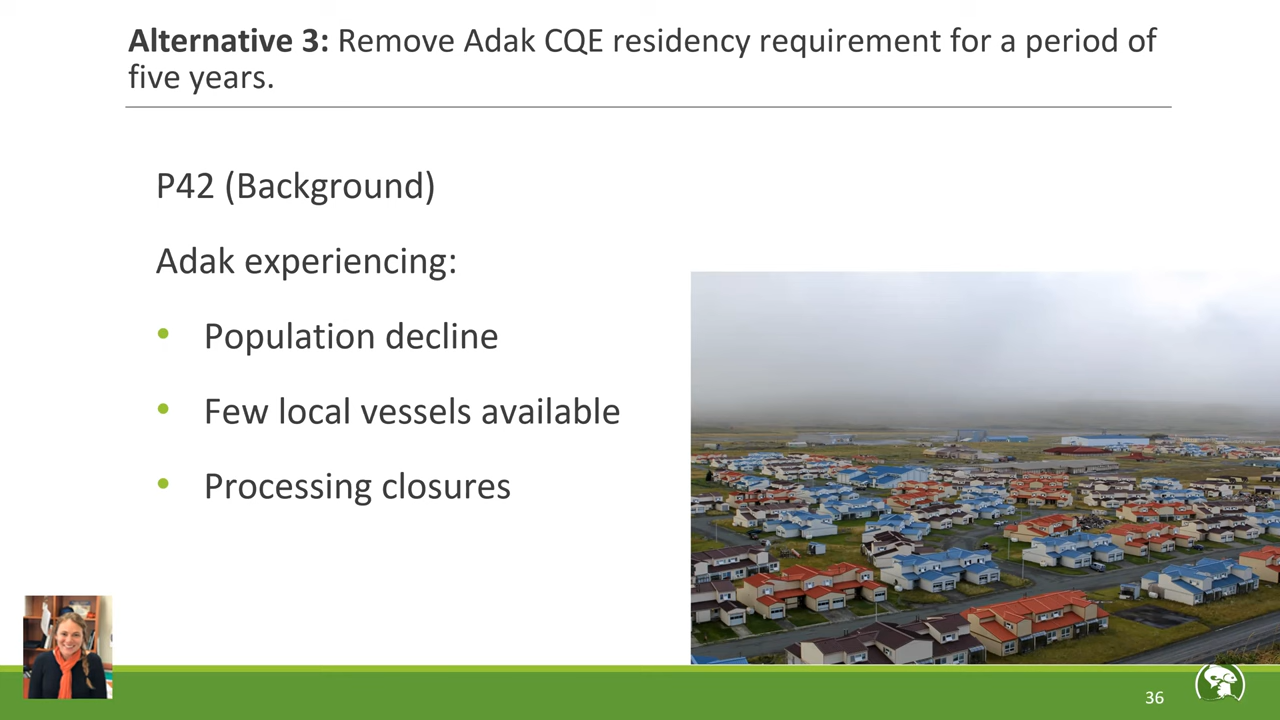 Alternative 3: Remove Adak CQE residency requirement for a period of
five years.
P42 (Background)
Adak experiencing:
• Population decline
• Few local vessels available
• Processing closures
36